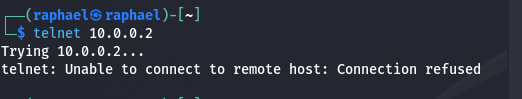 ┌──(raphael㉿raphael)-[~]
└─$ telnet 10.0.0.2
Trying 10.0.0.2...
telnet: Unable to connect to remote host: Connection refused